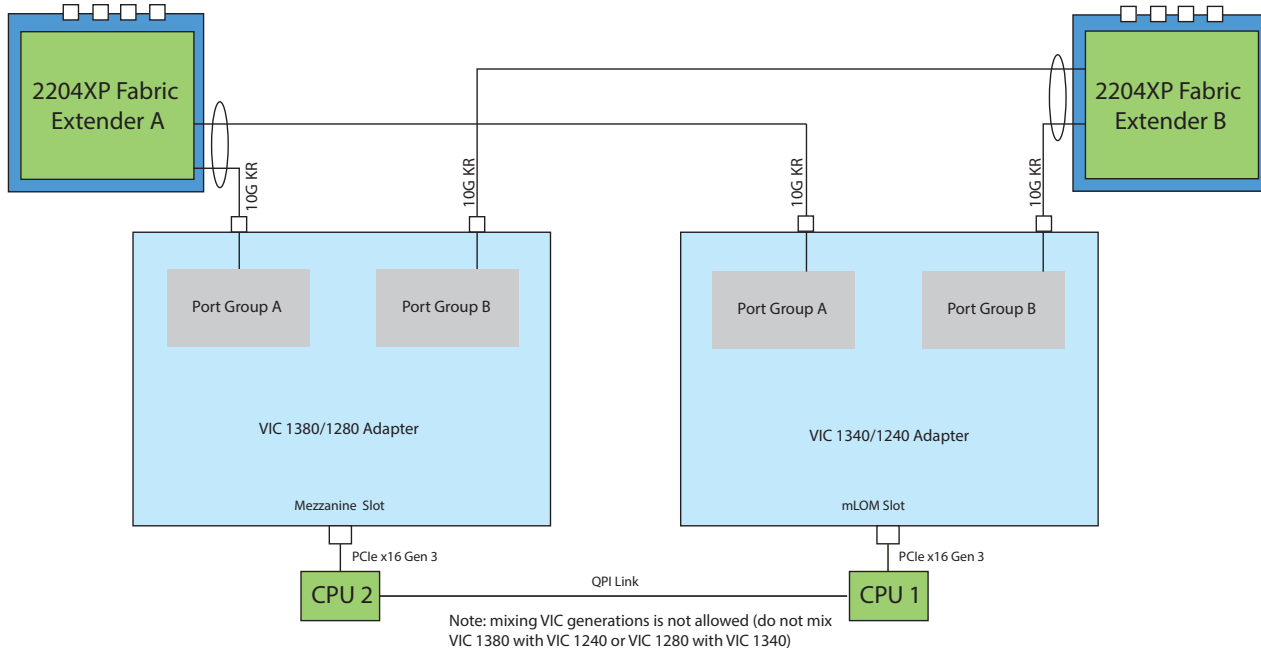 2204XP Fabric
Extender A
2204XP Fabric
Extender B
10G KR
10G KR
10G KR
10G KR
Port Group A
Port Group B
Port Group A
Port Group B
VIC 1380/1280 Adapter
VIC 1340/1240 Adapter
Mezzanine Slot
mLOM Slot
PCIe x16 Gen 3
PCIe x16 Gen 3
CPU 2
QPI Link
CPU 1
Note: mixing VIC generations is not allowed (do not mix
VIC 1380 with VIC 1240 or VIC 1280 with VIC 1340)